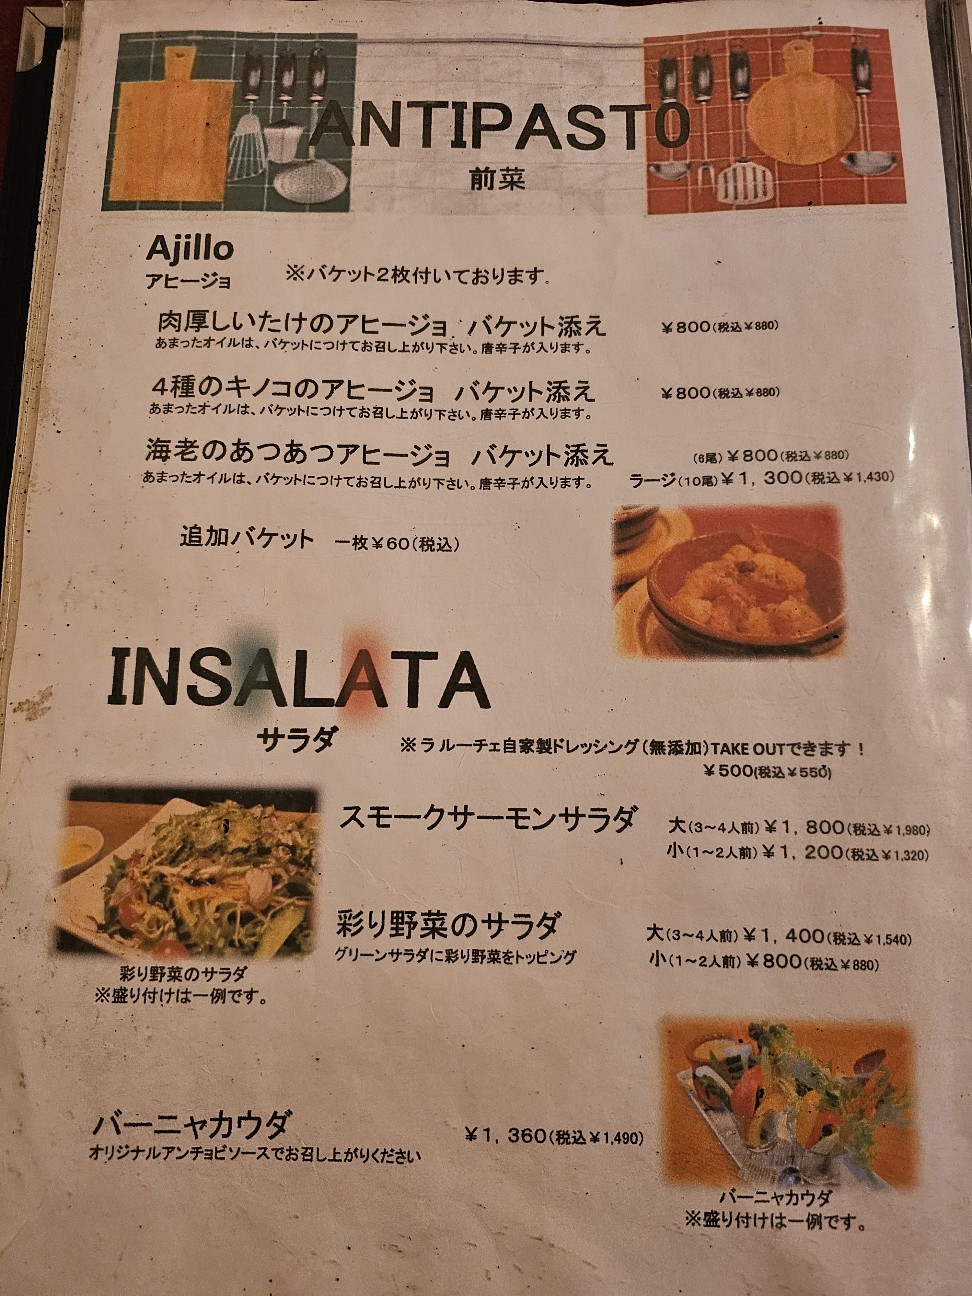 ANTIPASTO
前菜
Ajillo
アヒージョ
※バケット2枚付いております.
肉厚しいたけのアヒージョ バケット添え ¥800(税込¥880)
あまったオイルは、バケットにつけてお召し上がり下さい。唐辛子が入ります。
4種のキノコのアヒージョ バケット添え ¥800(税込¥880)
あまったオイルは、バケットにつけてお召し上がり下さい。唐辛子が入ります。
海老のあつあつアヒージョ バケット添え (6尾)¥800(税込¥880)
あまったオイルは、バケットにつけてお召し上がり下さい。唐辛子が入ります。 ラージ(10尾)¥1,300(税込¥1,430)
追加バケット 一枚¥60(税込)
INSALATA
サラダ
※ラ ルーチェ自家製ドレッシング(無添加)TAKE OUTできます!
¥500(税込¥550)
スモークサーモンサラダ 大(3~4人前)¥1,800(税込¥1,980)
小(1~2人前)¥1,200(税込¥1,320)
彩り野菜のサラダ 大(3~4人前)¥1,400(税込¥1,540)
グリーンサラダに彩り野菜をトッピング 小(1~2人前)¥800(税込¥880)
彩り野菜のサラダ
※盛り付けは一例です。
バーニャカウダ ¥1,360(税込¥1,490)
オリジナルアンチョビソースでお召し上がりください
バーニャカウダ
※盛り付けは一例です。